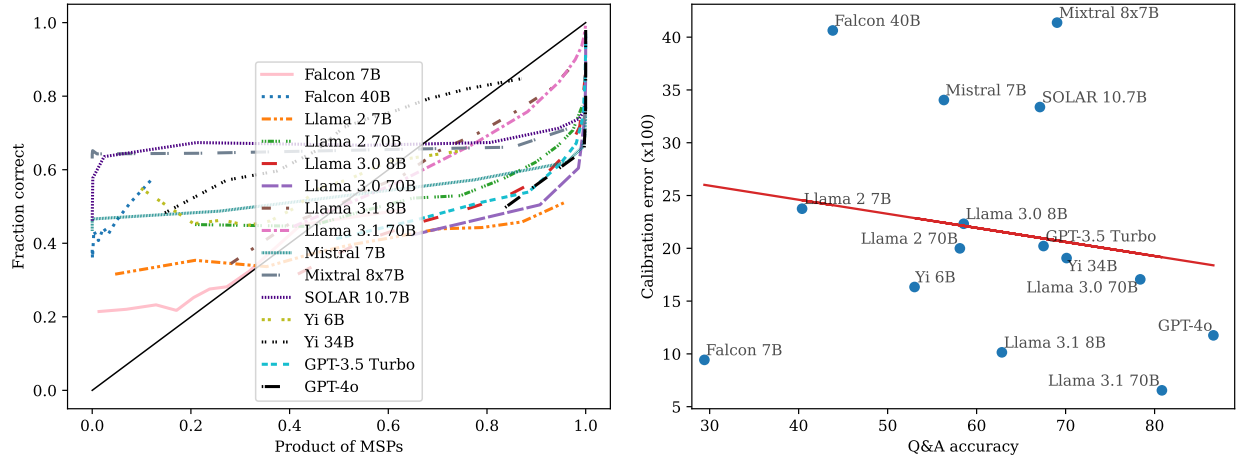 1.0
0.8
0.6
0.4
0.2
0.0
Fraction correct
Falcon 7B
Falcon 40B
Llama 2 7B
Llama 2 70B
Llama 3.0 8B
Llama 3.0 70B
Llama 3.1 8B
Llama 3.1 70B
Mistral 7B
Mixtral 8x7B
SOLAR 10.7B
Yi 6B
Yi 34B
GPT-3.5 Turbo
GPT-4o
0.0 0.2 0.4 0.6 0.8 1.0
Product of MSPs
40
35
30
25
20
15
10
5
Calibration error (x100)
Falcon 40B
Mixtral 8x7B
Mistral 7B
SOLAR 10.7B
Llama 2 7B
Llama 3.0 8B
Llama 2 70B
GPT-3.5 Turbo
Yi 34B
Yi 6B
Llama 3.0 70B
GPT-4o
Falcon 7B
Llama 3.1 8B
Llama 3.1 70B
30 40 50 60 70 80
Q&A accuracy